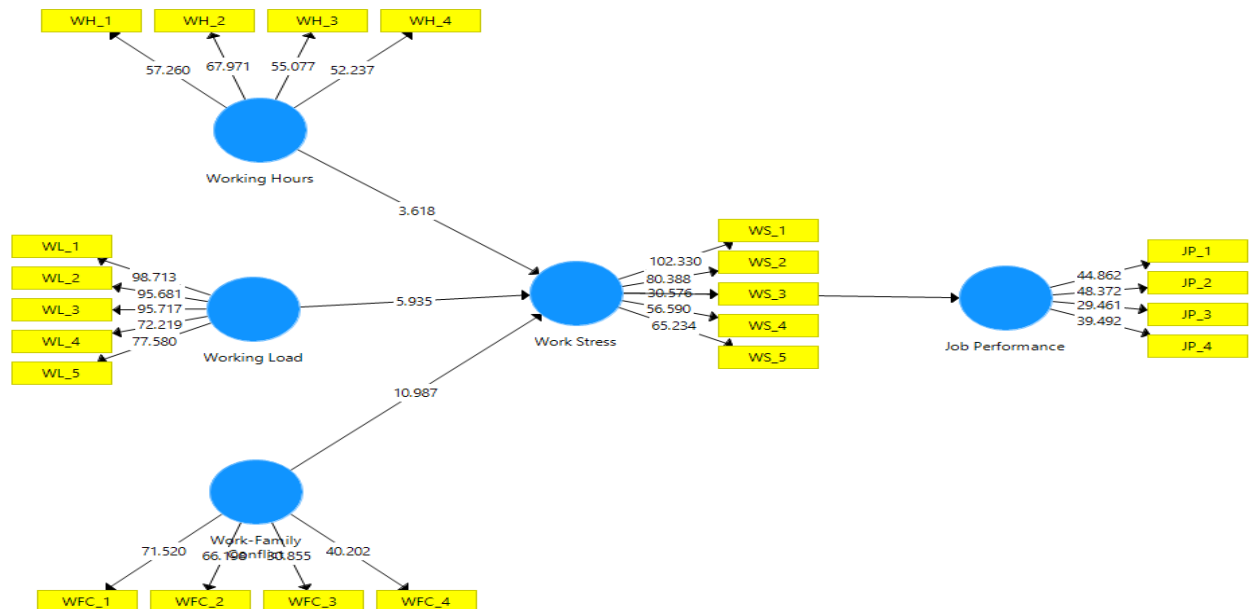 WH_1
WH_2
WH_3
WH_4
57.260
67.971
55.077
52.237
Working Hours
3.618
WL_1
WL_2
WL_3
WL_4
WL_5
98.713
95.681
95.717
72.219
77.580
Working Load
5.935
Work Stress
102.330
80.388
30.576
56.590
65.234
WS_1
WS_2
WS_3
WS_4
WS_5
Job Performance
44.862
48.372
29.461
39.492
JP_1
JP_2
JP_3
JP_4
10.987
Work-Family
Conflict
71.520
40.202
WFC_1
WFC_2
WFC_3
WFC_4